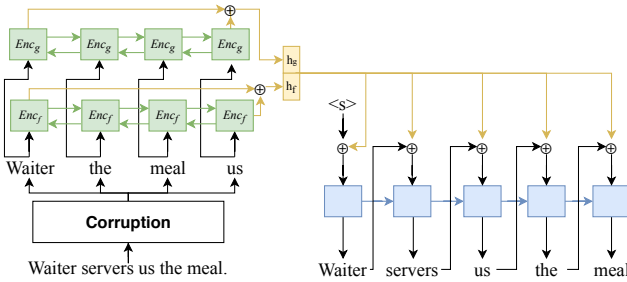 Enc_g Enc_g Enc_g Enc_g
h_g
h_f
Enc_f Enc_f Enc_f Enc_f
<s>
Waiter the meal us
Corruption
Waiter servers us the meal.
Waiter servers us the meal